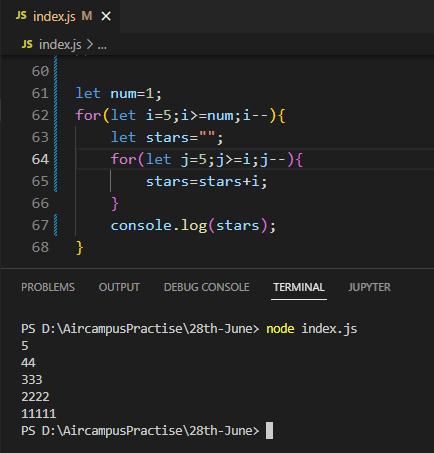 JS index.js M ×
JS index.js > ...
60
61 let num=1;
62 for(let i=5;i>=num;i--){
63 let stars="";
64 for(let j=5;j>=i;j--){
65 stars=stars+i;
66 }
67 console.log(stars);
68 }
PROBLEMS OUTPUT DEBUG CONSOLE TERMINAL JUPYTER
PS D:\AircampusPractise\28th-June> node index.js
5
44
333
2222
11111
PS D:\AircampusPractise\28th-June>